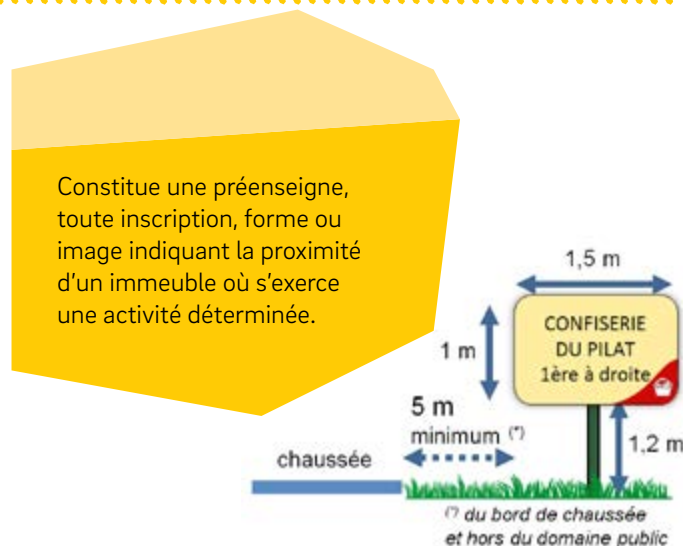 Constitue une préenseigne,
toute inscription, forme ou
image indiquant la proximité
d'un immeuble où s'exerce
une activité déterminée.
1,5 m
CONFISERIE
DU PILAT
1ère à droite
1 m
5 m
minimum (*)
1,2 m
chaussée
(*) du bord de chaussée
et hors du domaine public